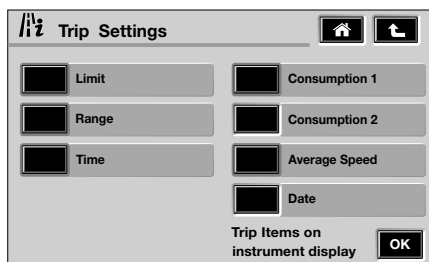 Trip Settings
Limit
Range
Time
Consumption 1
Consumption 2
Average Speed
Date
Trip Items on
instrument display
OK